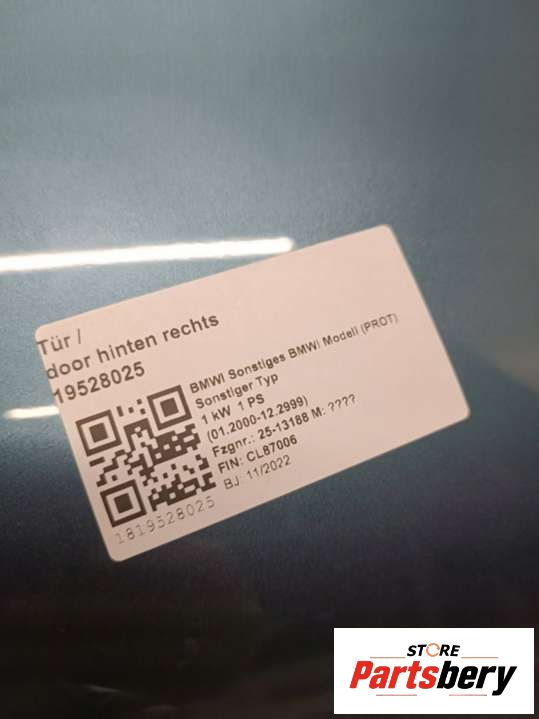 Tür /
door hinten rechts
19528025
BMWI Sonstiges BMWi Modell (PROT)
Sonstiger Typ
1 kW 1 PS
(01.2000-12.2999)
Fzgnr.: 25-13188 M: ????
FIN: CL87006
BJ: 11/2022
1819528025
STORE
Partsbery